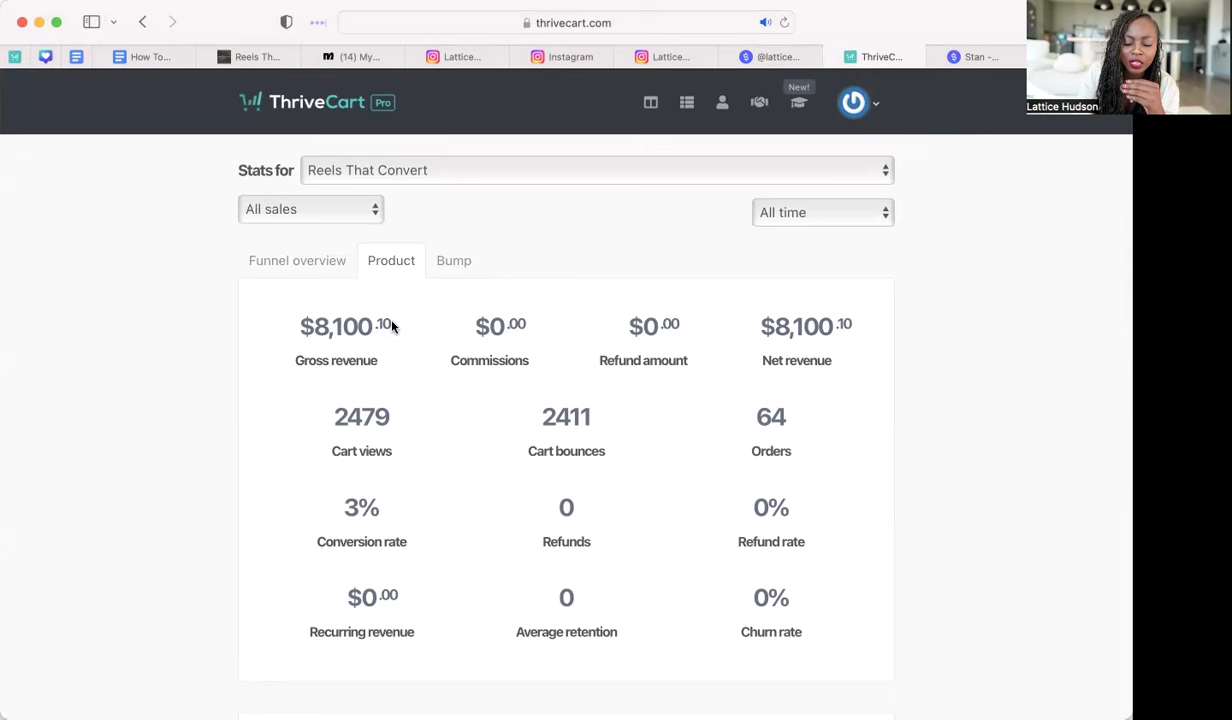 thrivecart.com
How To...
Reels Th...
(14) My...
Lattice...
Instagram
Lattice...
@lattice...
ThriveC...
Stan -...
ThriveCart Pro
New!
Lattice Hudson
Stats for Reels That Convert
All sales
All time
Funnel overview
Product
Bump
$8,100.10
$0.00
$0.00
$8,100.10
Gross revenue
Commissions
Refund amount
Net revenue
2479
2411
64
Cart views
Cart bounces
Orders
3%
0
0%
Conversion rate
Refunds
Refund rate
$0.00
0
0%
Recurring revenue
Average retention
Churn rate